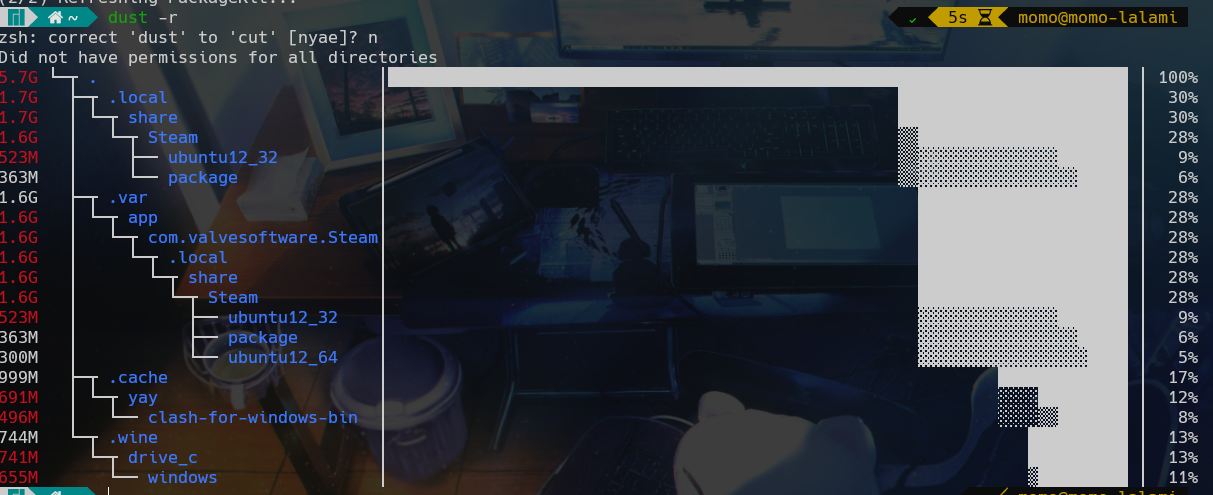 (2/2) Refreshing PackageKit...
~ dust -r 5s momo@momo-lalami
zsh: correct 'dust' to 'cut' [nyae]? n
Did not have permissions for all directories
5.7G . 100%
1.7G .local 30%
1.7G share 30%
1.6G Steam 28%
523M ubuntu12_32 9%
363M package 6%
1.6G .var 28%
1.6G app 28%
1.6G com.valvesoftware.Steam 28%
1.6G .local 28%
1.6G share 28%
1.6G Steam 28%
523M ubuntu12_32 9%
363M package 6%
300M ubuntu12_64 5%
999M .cache 17%
691M yay 12%
496M clash-for-windows-bin 8%
744M .wine 13%
741M drive_c 13%
655M windows 11%
~ momo@momo-lalami